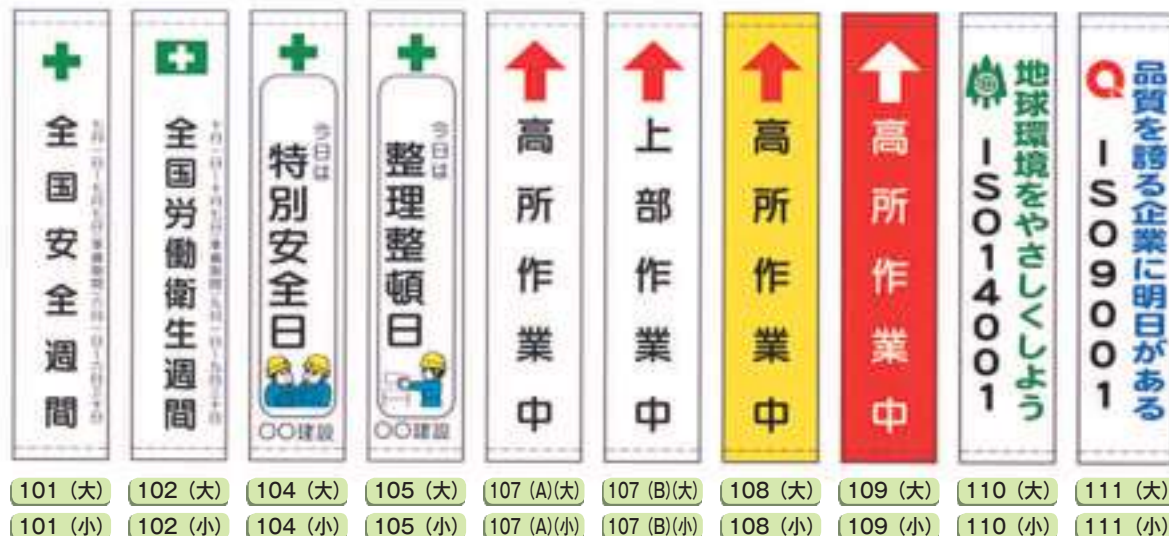 全国安全週間
全国労働衛生週間
今日は
特別安全日
〇〇建設
今日は
整理整頓日
〇〇建設
高所作業中
上部作業中
高所作業中
高所作業中
地球環境をやさしくしよう
ISO14001
品質を誇る企業に明日がある
ISO9001
101 (大) 102 (大) 104 (大) 105 (大) 107 (A)(大) 107 (B)(大) 108 (大) 109 (大) 110 (大) 111 (大)
101 (小) 102 (小) 104 (小) 105 (小) 107 (A)(小) 107 (B)(小) 108 (小) 109 (小) 110 (小) 111 (小)